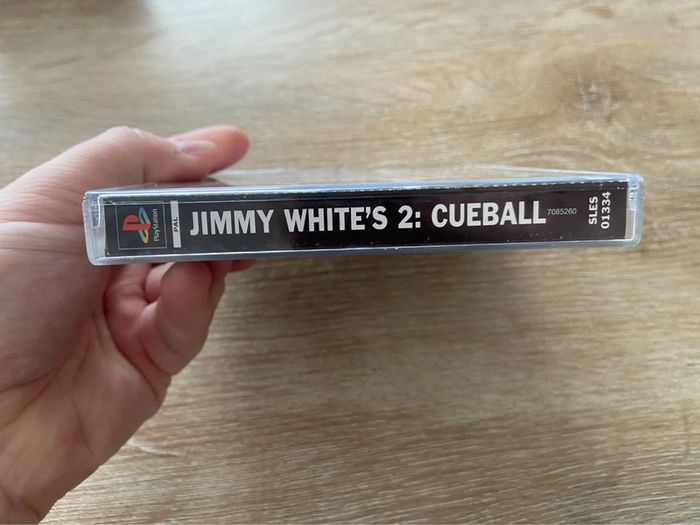 PlayStation
PAL
JIMMY WHITE'S 2: CUEBALL
7085260
SLES
01334